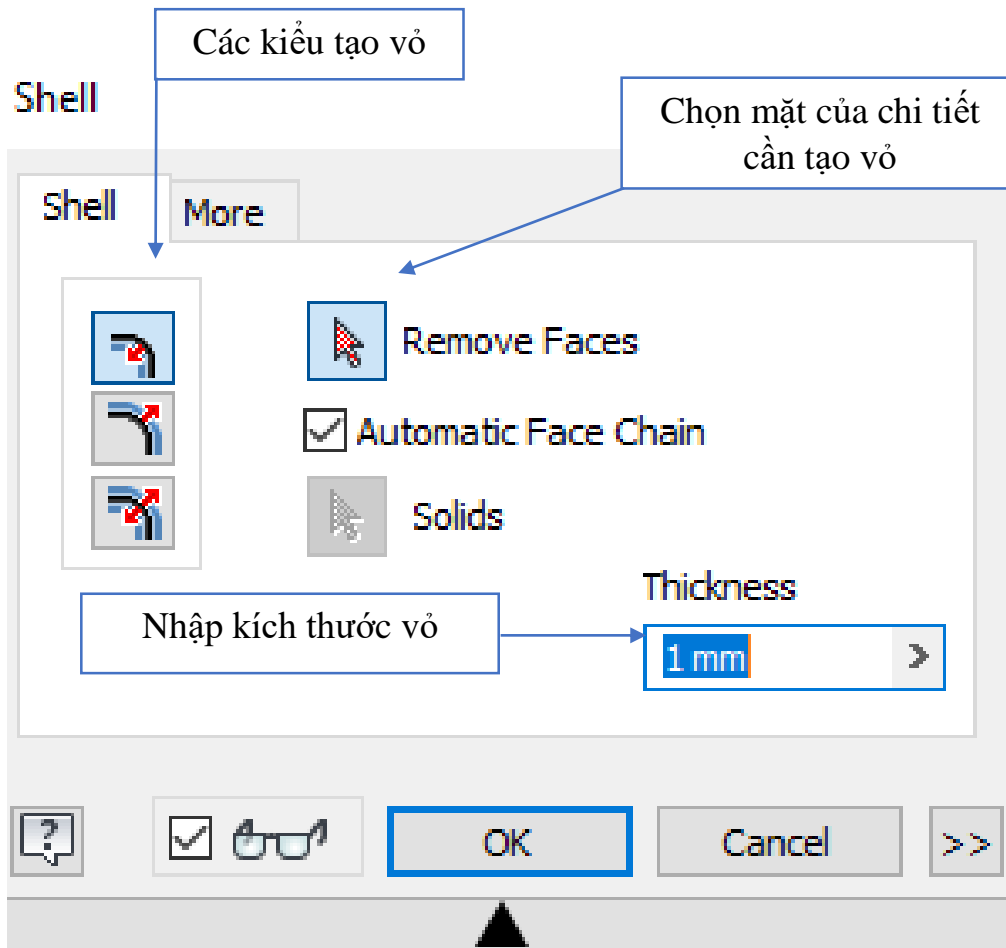 Các kiểu tạo vỏ
Shell
Chọn mặt của chi tiết
cần tạo vỏ
Shell
More
Remove Faces
Automatic Face Chain
Solids
Thickness
Nhập kích thước vỏ
1 mm
>
?
OK
Cancel
>>